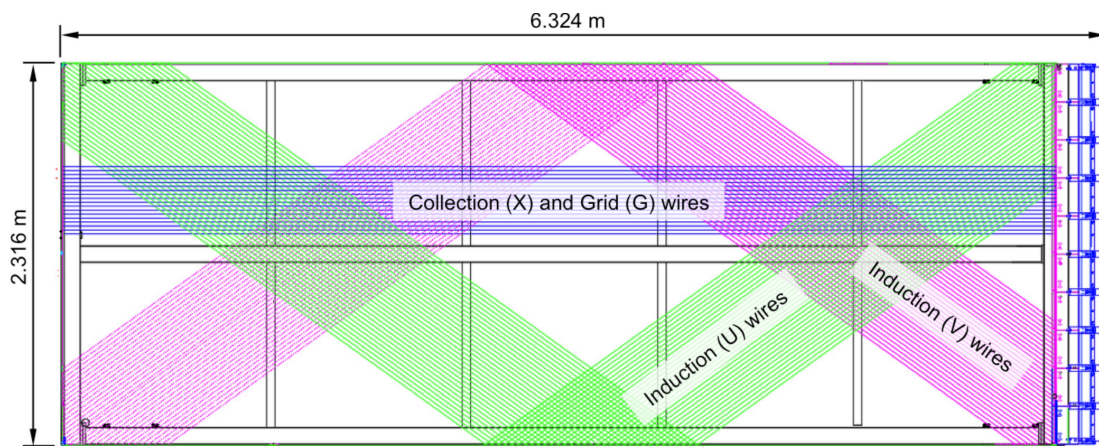 6.324 m
2.316 m
Collection (X) and Grid (G) wires
Induction (U) wires
Induction (V) wires